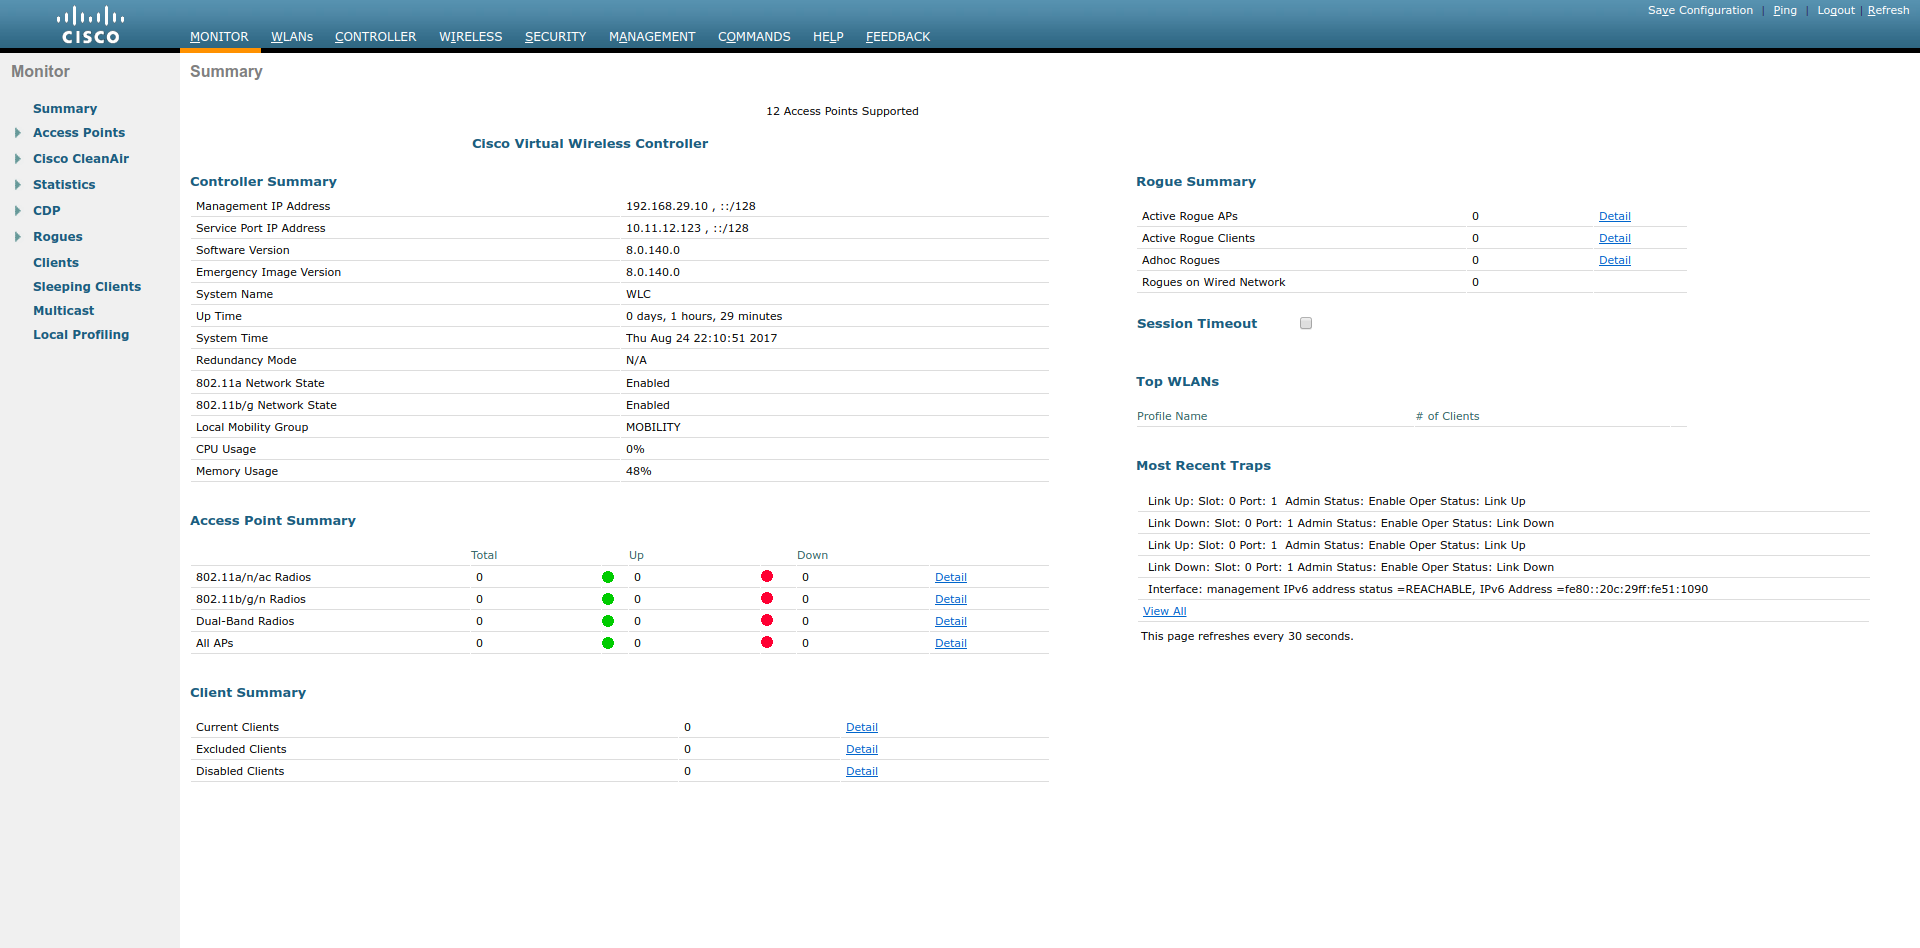 Save Configuration | Ping | Logout | Refresh
CISCO
MONITOR WLANs CONTROLLER WIRELESS SECURITY MANAGEMENT COMMANDS HELP FEEDBACK
Monitor
Summary
Access Points
Cisco CleanAir
Statistics
CDP
Rogues
Clients
Sleeping Clients
Multicast
Local Profiling
Summary
12 Access Points Supported
Cisco Virtual Wireless Controller
Controller Summary
Management IP Address 192.168.29.10 , ::/128
Service Port IP Address 10.11.12.123 , ::/128
Software Version 8.0.140.0
Emergency Image Version 8.0.140.0
System Name WLC
Up Time 0 days, 1 hours, 29 minutes
System Time Thu Aug 24 22:10:51 2017
Redundancy Mode N/A
802.11a Network State Enabled
802.11b/g Network State Enabled
Local Mobility Group MOBILITY
CPU Usage 0%
Memory Usage 48%
Access Point Summary
Total Up Down
802.11a/n/ac Radios 0 0 0 Detail
802.11b/g/n Radios 0 0 0 Detail
Dual-Band Radios 0 0 0 Detail
All APs 0 0 0 Detail
Client Summary
Current Clients 0 Detail
Excluded Clients 0 Detail
Disabled Clients 0 Detail
Rogue Summary
Active Rogue APs 0 Detail
Active Rogue Clients 0 Detail
Adhoc Rogues 0 Detail
Rogues on Wired Network 0
Session Timeout
Top WLANs
Profile Name # of Clients
Most Recent Traps
Link Up: Slot: 0 Port: 1 Admin Status: Enable Oper Status: Link Up
Link Down: Slot: 0 Port: 1 Admin Status: Enable Oper Status: Link Down
Link Up: Slot: 0 Port: 1 Admin Status: Enable Oper Status: Link Up
Link Down: Slot: 0 Port: 1 Admin Status: Enable Oper Status: Link Down
Interface: management IPv6 address status =REACHABLE, IPv6 Address =fe80::20c:29ff:fe51:1090
View All
This page refreshes every 30 seconds.